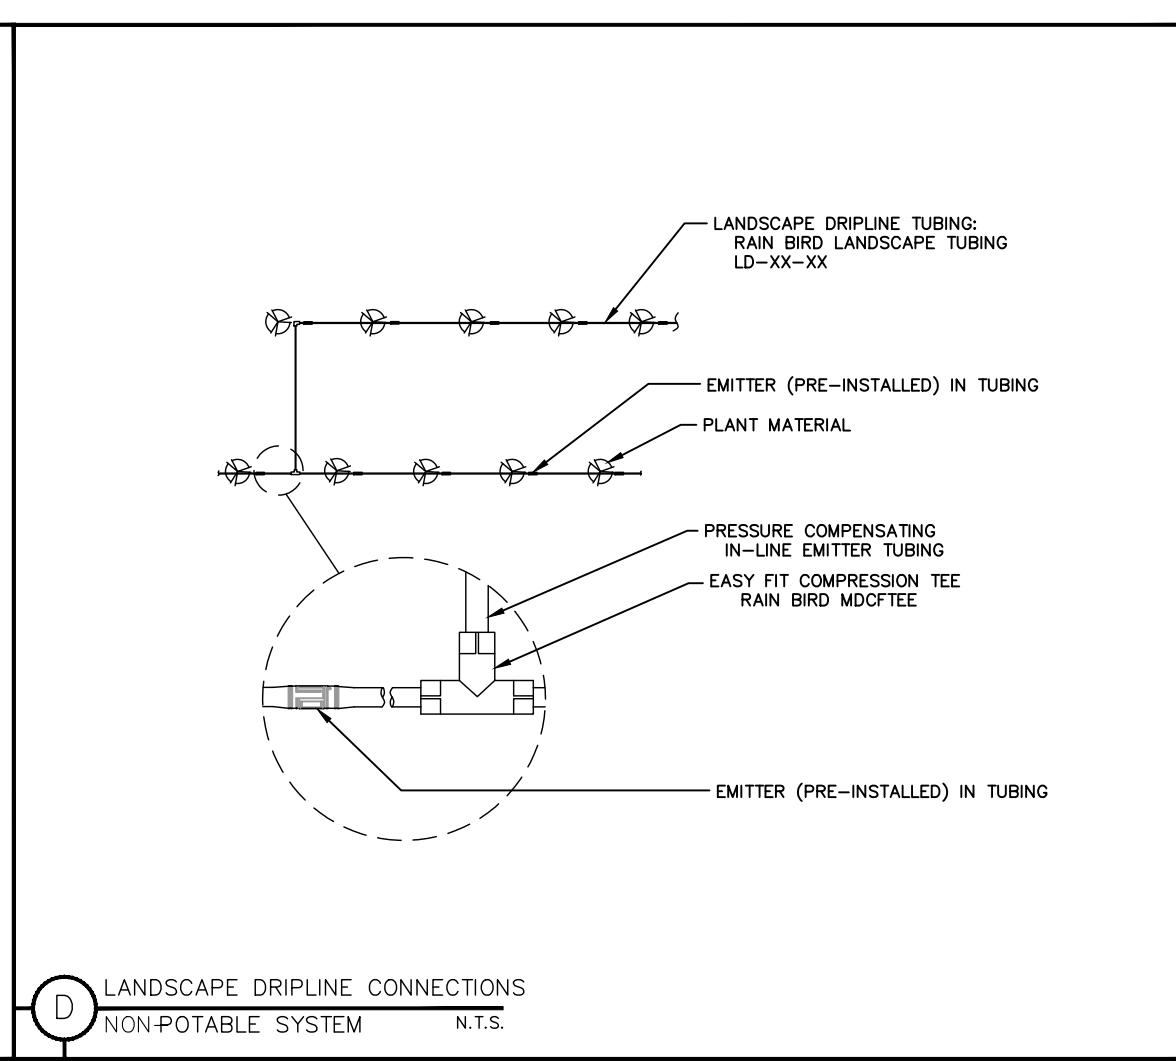 LANDSCAPE DRIPLINE TUBING:
RAIN BIRD LANDSCAPE TUBING
LD-XX-XX
EMITTER (PRE-INSTALLED) IN TUBING
PLANT MATERIAL
PRESSURE COMPENSATING
IN-LINE EMITTER TUBING
EASY FIT COMPRESSION TEE
RAIN BIRD MDCFTEE
EMITTER (PRE-INSTALLED) IN TUBING
D
LANDSCAPE DRIPLINE CONNECTIONS
NON-POTABLE SYSTEM N.T.S.